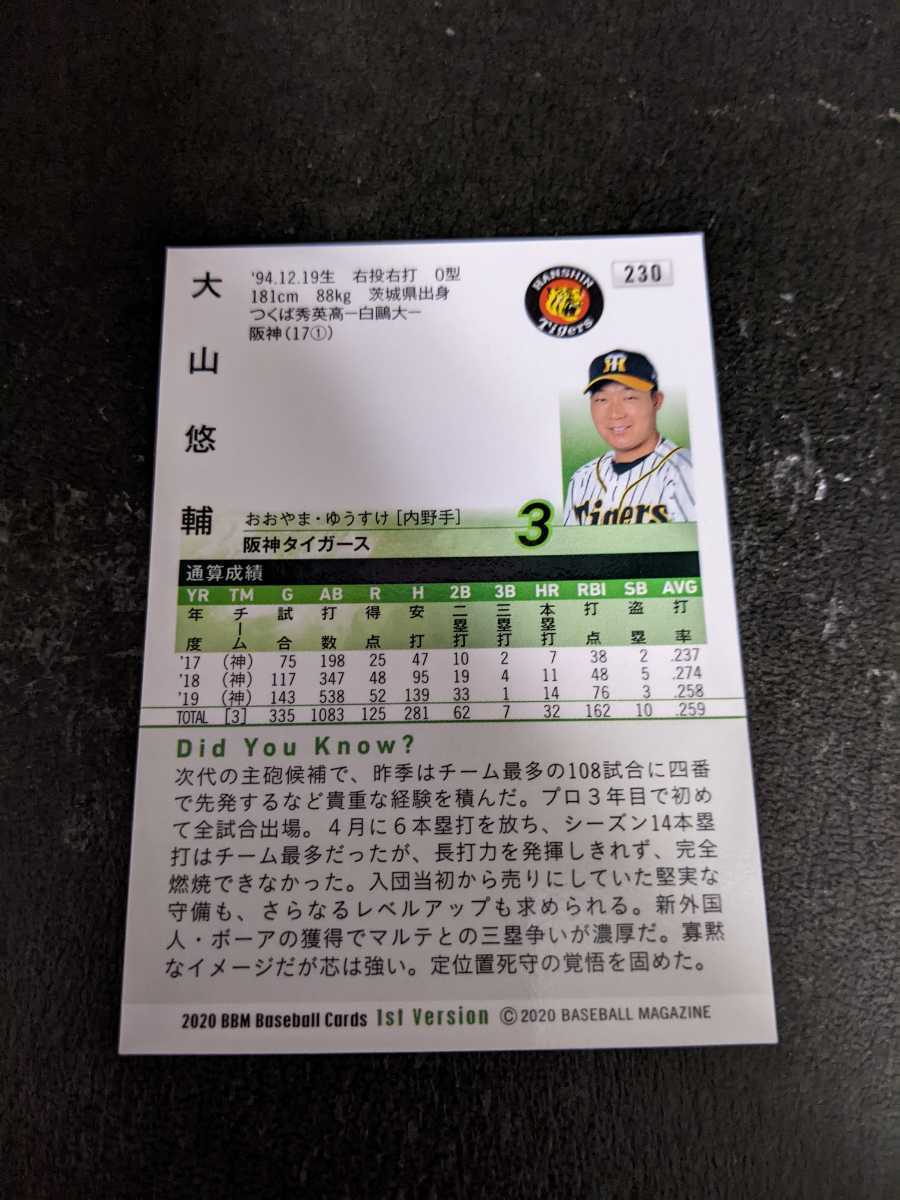 大山悠輔
'94.12.19生 右投右打 O型
181cm 88kg 茨城県出身
つくば秀英高ー白鷗大ー
阪神(17①)
HANSHIN
Tigers
230
Tigers
おおやま・ゆうすけ [内野手]
阪神タイガース
3
通算成績
YR TM G AB R H 2B 3B HR RBI SB AVG
年度 チーム 試合 打数 得点 安打 二塁打 三塁打 本塁打 打点 盗塁 打率
'17 (神) 75 198 25 47 10 2 7 38 2 .237
'18 (神) 117 347 48 95 19 4 11 48 5 .274
'19 (神) 143 538 52 139 33 1 14 76 3 .258
TOTAL [3] 335 1083 125 281 62 7 32 162 10 .259
Did You Know?
次代の主砲候補で、昨季はチーム最多の108試合に四番
で先発するなど貴重な経験を積んだ。プロ3年目で初め
て全試合出場。4月に6本塁打を放ち、シーズン14本塁
打はチーム最多だったが、長打力を発揮しきれず、完全
燃焼できなかった。入団当初から売りにしていた堅実な
守備も、さらなるレベルアップも求められる。新外国
人・ボーアの獲得でマルテとの三塁争いが濃厚だ。寡黙
なイメージだが芯は強い。定位置死守の覚悟を固めた。
2020 BBM Baseball Cards 1st Version ©2020 BASEBALL MAGAZINE